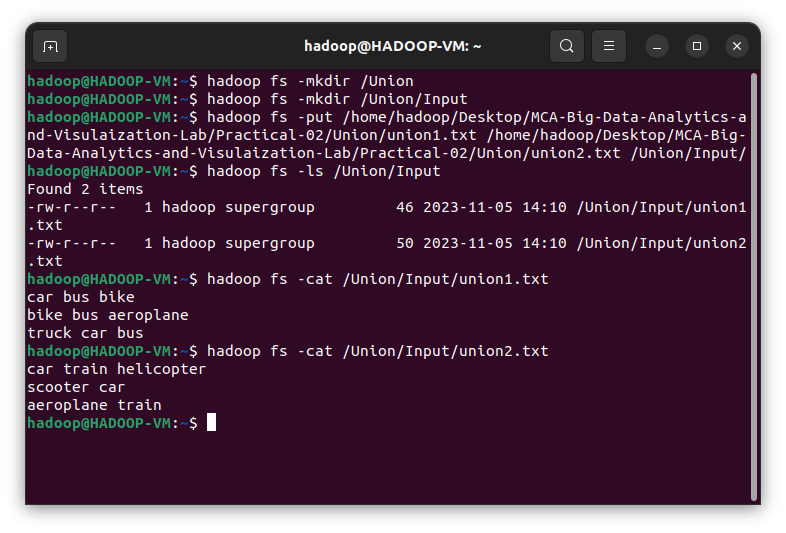 hadoop@HADOOP-VM: ~
hadoop@HADOOP-VM:~$ hadoop fs -mkdir /Union
hadoop@HADOOP-VM:~$ hadoop fs -mkdir /Union/Input
hadoop@HADOOP-VM:~$ hadoop fs -put /home/hadoop/Desktop/MCA-Big-Data-Analytics-a
nd-Visulaization-Lab/Practical-02/Union/union1.txt /home/hadoop/Desktop/MCA-Big-
Data-Analytics-and-Visulaization-Lab/Practical-02/Union/union2.txt /Union/Input/
hadoop@HADOOP-VM:~$ hadoop fs -ls /Union/Input
Found 2 items
-rw-r--r--   1 hadoop supergroup         46 2023-11-05 14:10 /Union/Input/union1
.txt
-rw-r--r--   1 hadoop supergroup         50 2023-11-05 14:10 /Union/Input/union2
.txt
hadoop@HADOOP-VM:~$ hadoop fs -cat /Union/Input/union1.txt
car bus bike
bike bus aeroplane
truck car bus
hadoop@HADOOP-VM:~$ hadoop fs -cat /Union/Input/union2.txt
car train helicopter
scooter car
aeroplane train
hadoop@HADOOP-VM:~$